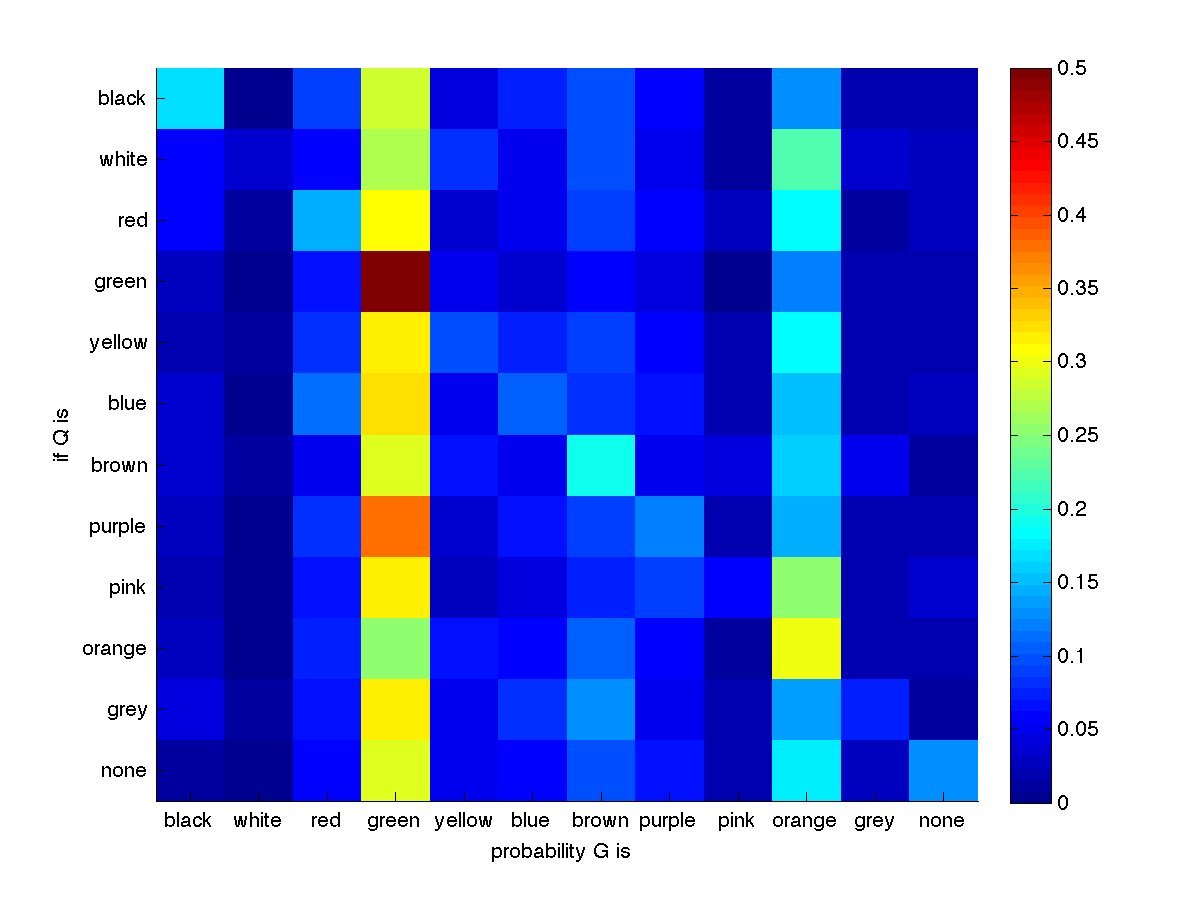 black
white
red
green
yellow
blue
brown
purple
pink
orange
grey
none
if Q is
black white red green yellow blue brown purple pink orange grey none
probability G is
0.5
0.45
0.4
0.35
0.3
0.25
0.2
0.15
0.1
0.05
0